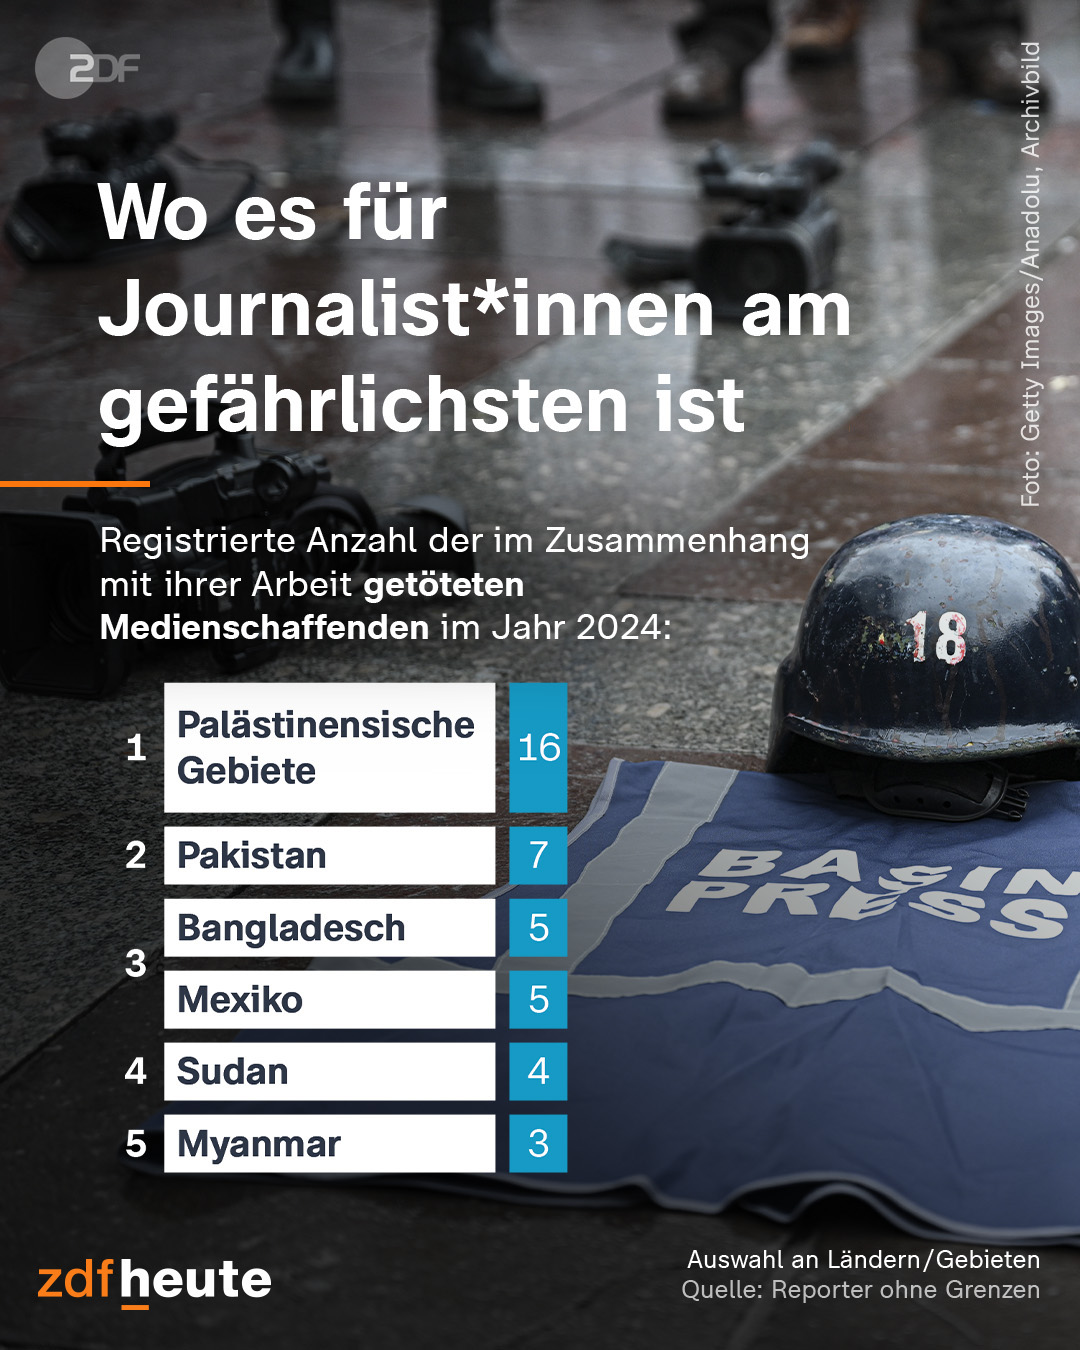 ZDF
Foto: Getty Images/Anadolu, Archivbild
Wo es für
Journalist*innen am
gefährlichsten ist
Registrierte Anzahl der im Zusammenhang
mit ihrer Arbeit getöteten
Medienschaffenden im Jahr 2024:
1 Palästinensische
Gebiete 16
2 Pakistan 7
3 Bangladesch 5
Mexiko 5
4 Sudan 4
5 Myanmar 3
18
BASIN
PRESS
zdfheute
Auswahl an Ländern/Gebieten
Quelle: Reporter ohne Grenzen